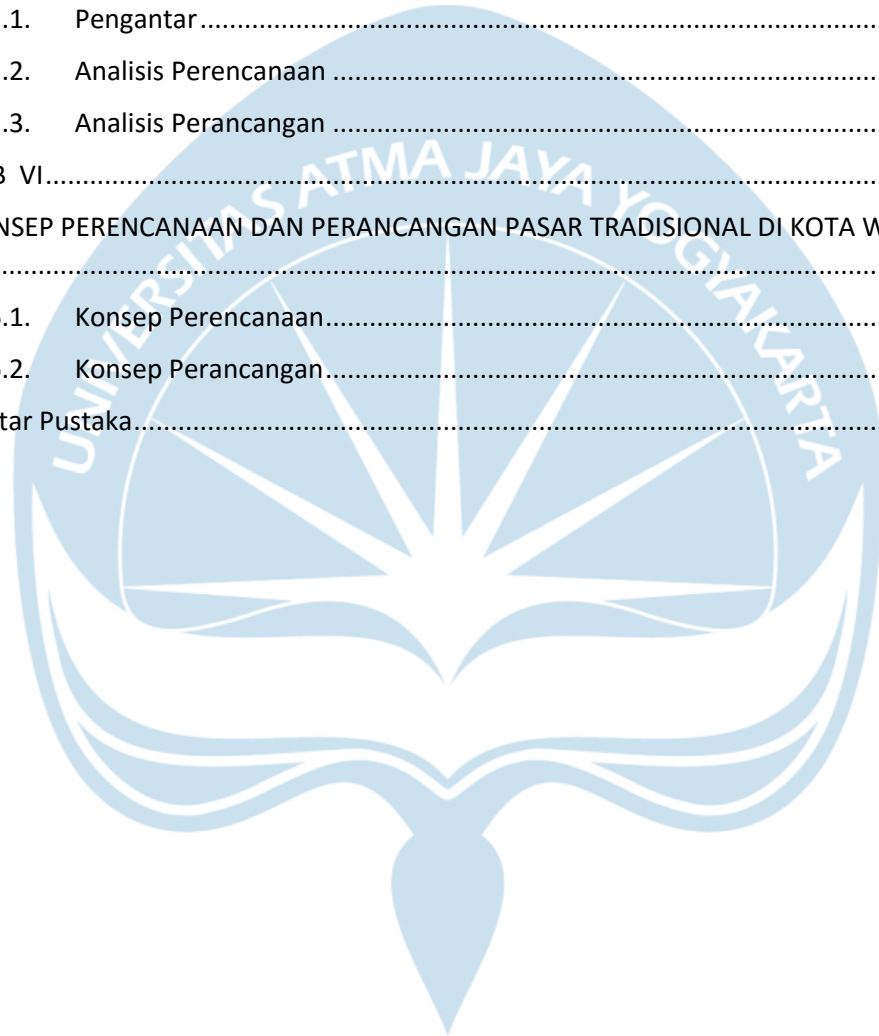 .1. Pengantar........................................................................
.2. Analisis Perencanaan........................................................................
.3. Analisis Perancangan........................................................................
B VI........................................................................
NSEP PERENCANAAN DAN PERANCANGAN PASAR TRADISIONAL DI KOTA W
........................................................................
.1. Konsep Perencanaan........................................................................
.2. Konsep Perancangan........................................................................
tar Pustaka........................................................................
UNIVERSITAS ATMA JAYA YOGYAKARTA